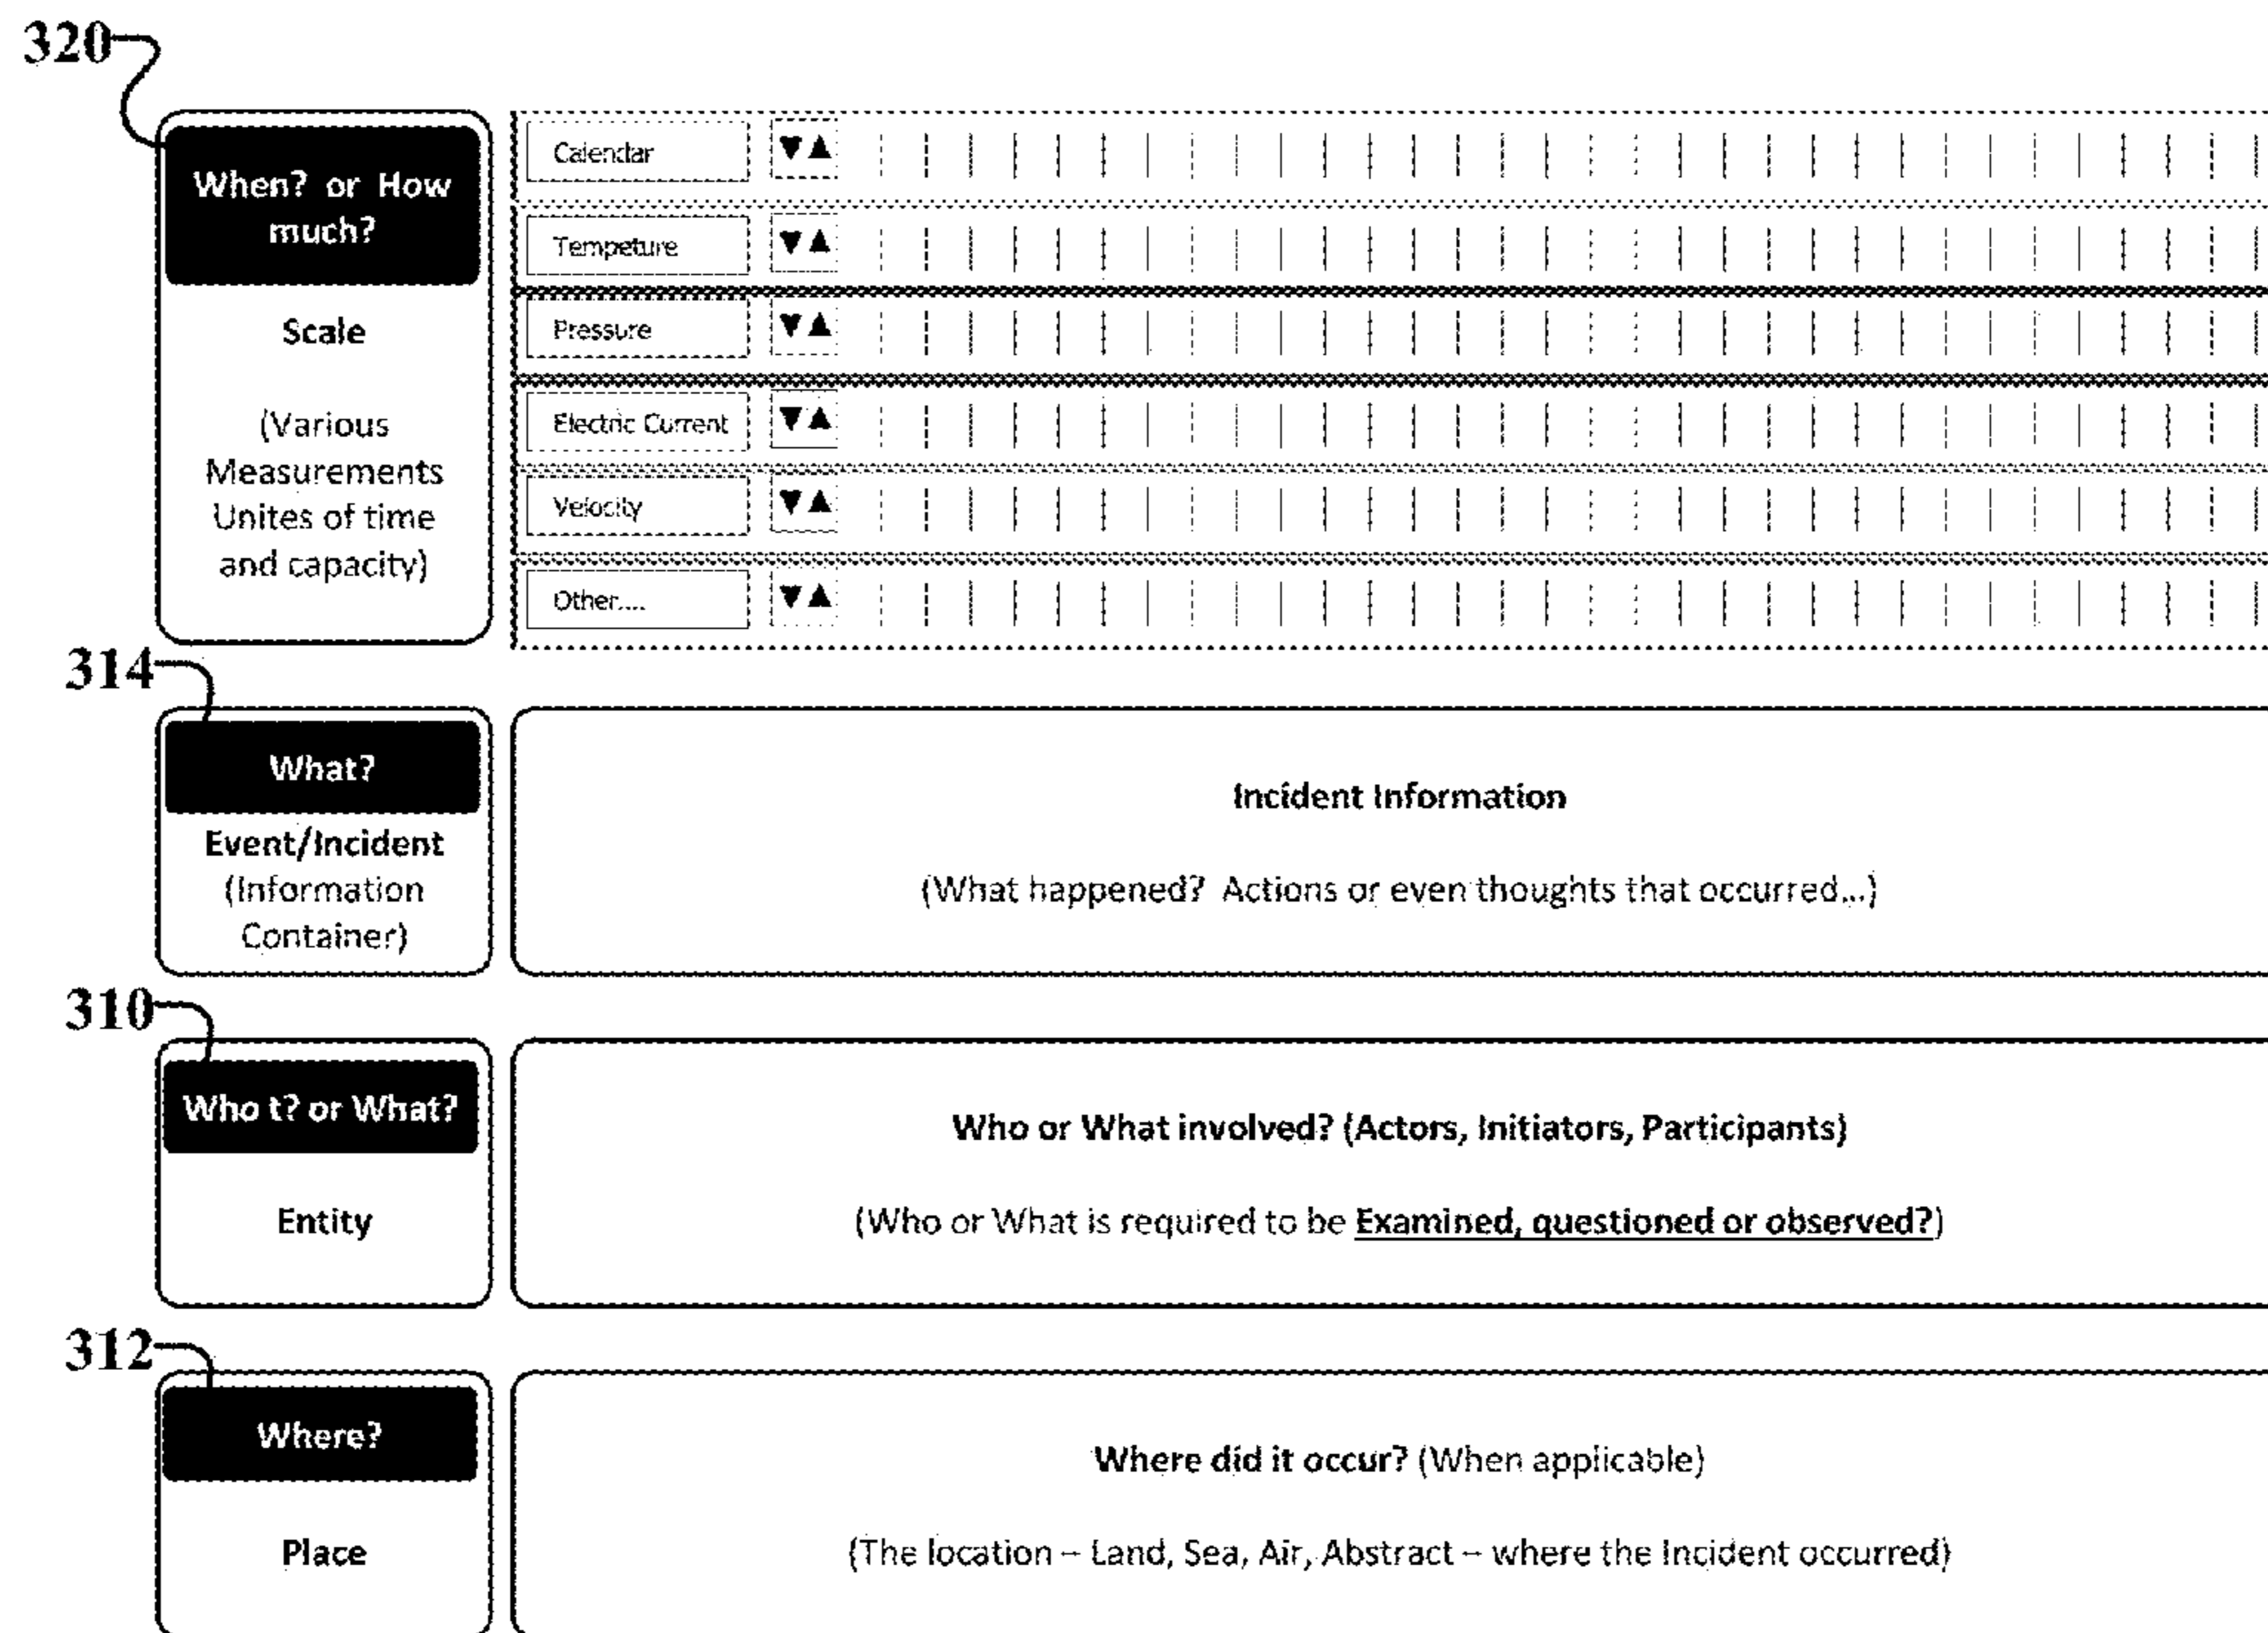 320
When? or How
much?
Scale
(Various
Measurements
Unites of time
and capacity)
Calendar
▼▲
Tempeture
▼▲
Pressure
▼▲
Electric Current
▼▲
Velocity
▼▲
Other....
▼▲
314
What?
Event/Incident
(Information
Container)
Incident Information
(What happened? Actions or even thoughts that occurred...)
310
Who t? or What?
Entity
Who or What involved? (Actors, Initiators, Participants)
(Who or What is required to be Examined, questioned or observed?)
312
Where?
Place
Where did it occur? (When applicable)
(The location – Land, Sea, Air, Abstract – where the Incident occurred)